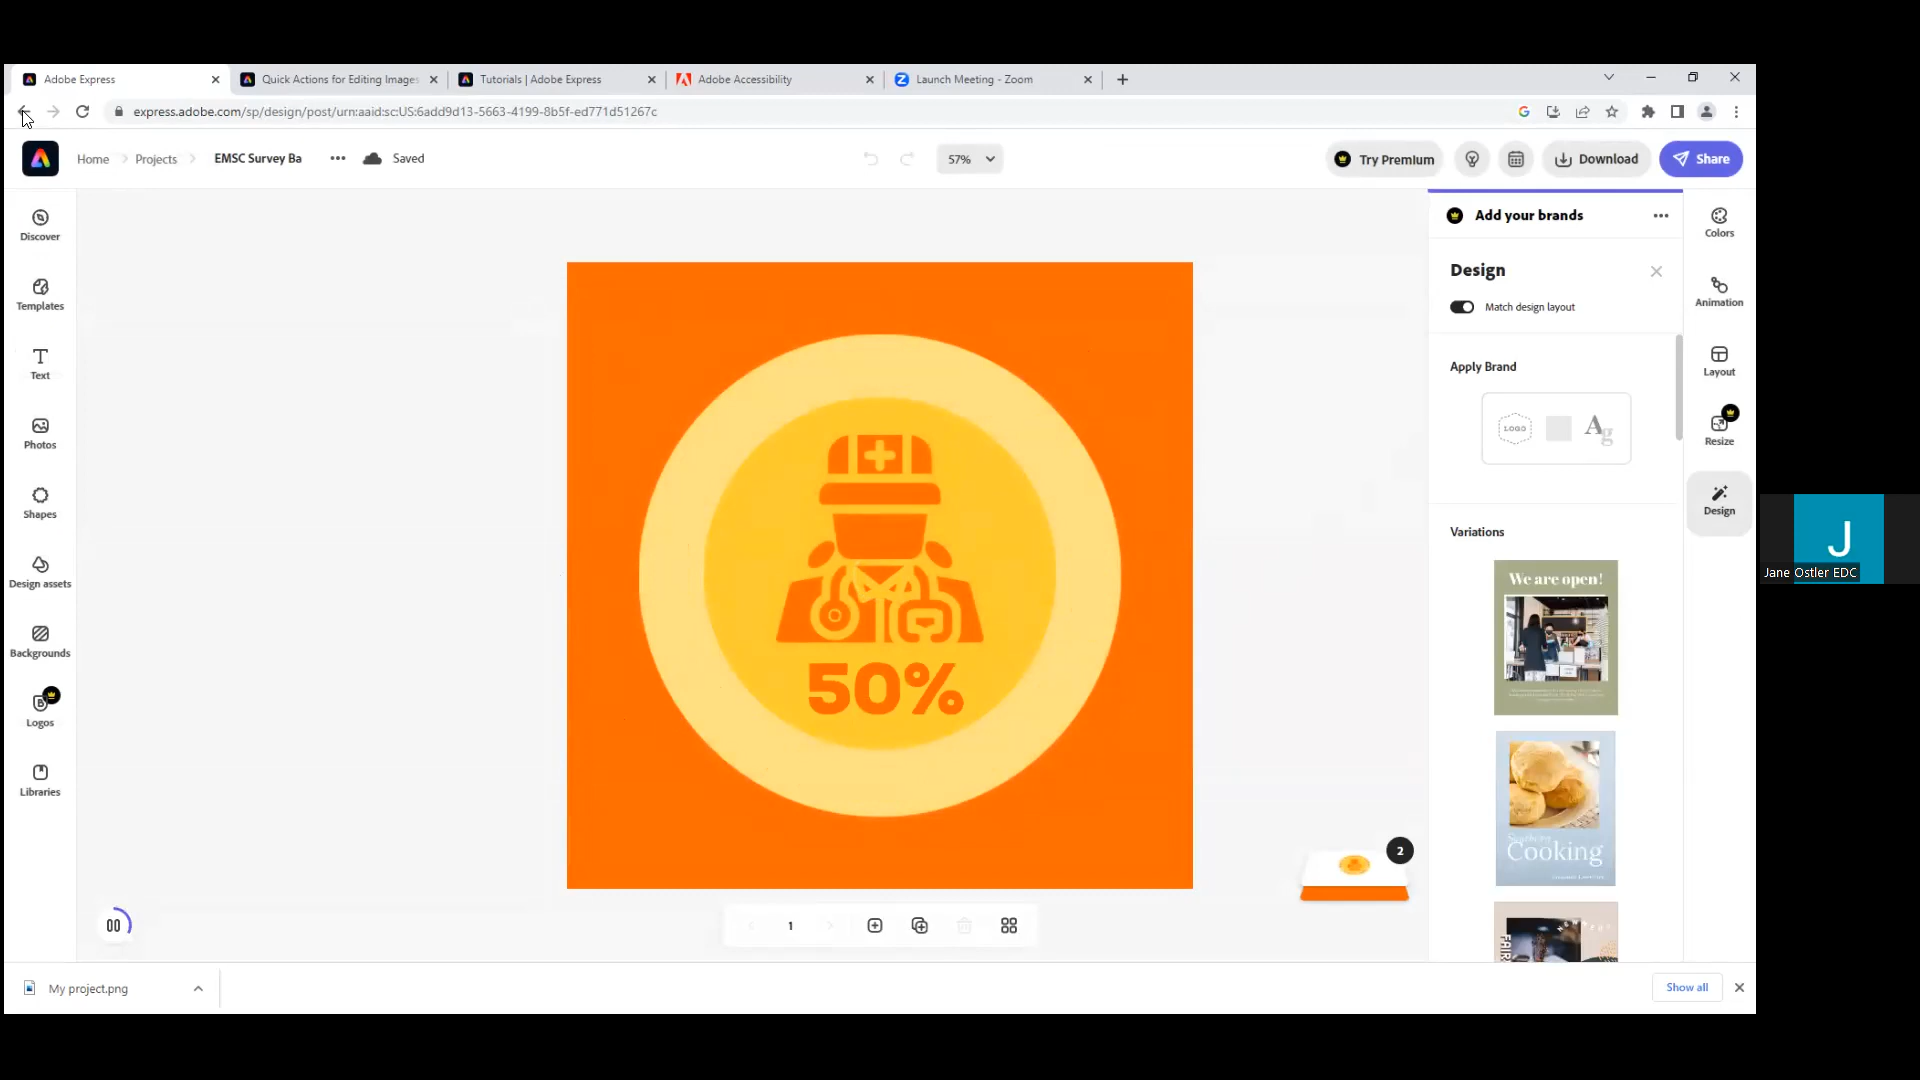 Adobe Express
Quick Actions for Editing Images
Tutorials | Adobe Express
Adobe Accessibility
Launch Meeting - Zoom
express.adobe.com/sp/design/post/urn:aaid:sc:US:6add9d13-5663-4199-8b5f-ed771d51267c
Home
Projects
EMSC Survey Ba
Saved
57%
Try Premium
Download
Share
Discover
Templates
Text
Photos
Shapes
Design assets
Backgrounds
B
Logos
Libraries
50%
2
1
Add your brands
Design
Match design layout
Apply Brand
LOGO
Ag
Variations
We are open!
Cooking
Colors
Animation
Layout
Resize
Design
J
Jane Ostler EDC
My project.png
Show all